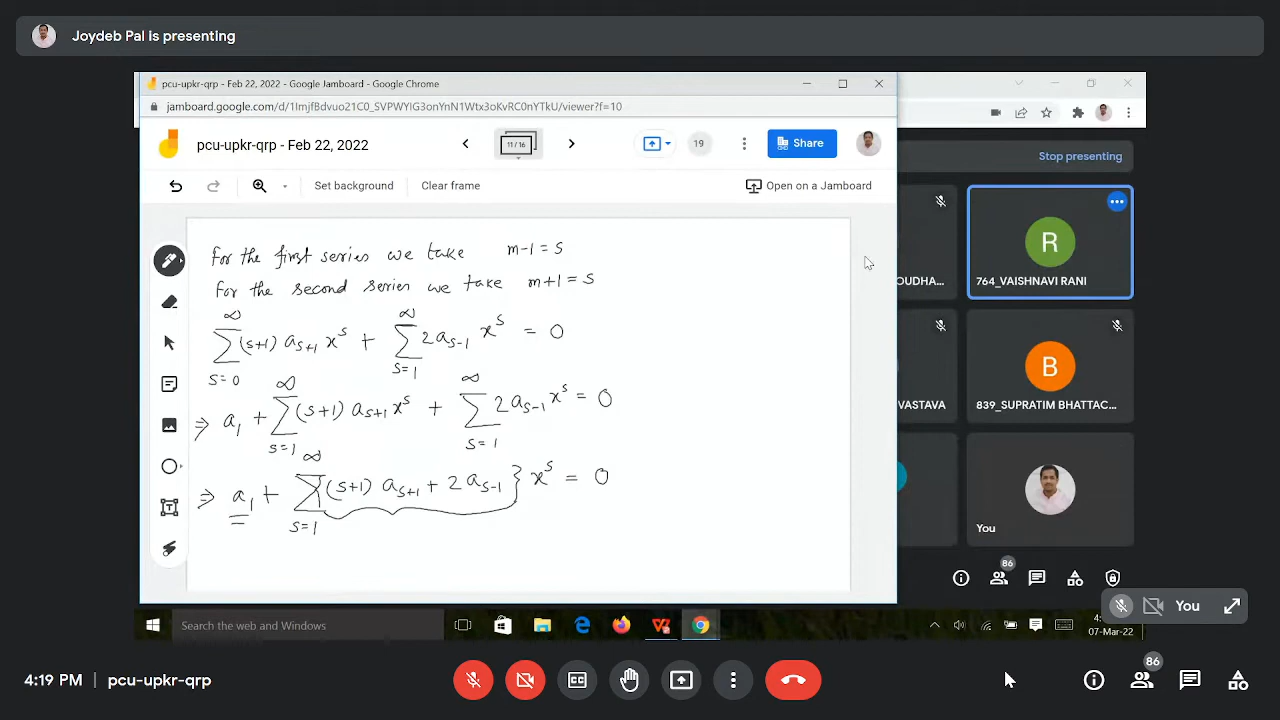 Joydeb Pal is presenting
pcu-upkr-qrp - Feb 22, 2022 - Google Jamboard - Google Chrome
jamboard.google.com/d/1ImjfBdvuo21C0_SVPWYIG3onYnN1Wtx3oKvRC0nYTkU/viewer?f=10
pcu-upkr-qrp - Feb 22, 2022
11 / 16
19
Share
Stop presenting
Set background
Clear frame
Open on a Jamboard
For the first series we take m-1 = s
For the second series we take m+1 = s
∑_{s=0}^{∞} (s+1) a_{s+1} x^s + ∑_{s=1}^{∞} 2a_{s-1} x^s = 0
⇒ a_1 + ∑_{s=1}^{∞} (s+1) a_{s+1} x^s + ∑_{s=1}^{∞} 2a_{s-1} x^s = 0
⇒ a_1 + ∑_{s=1}^{∞} {(s+1) a_{s+1} + 2a_{s-1}} x^s = 0
R
OUDHA...
764_VAISHNAVI RANI
B
VASTAVA
839_SUPRATIM BHATTAC...
You
86
You
Search the web and Windows
4:
07-Mar-22
4:19 PM
pcu-upkr-qrp
86